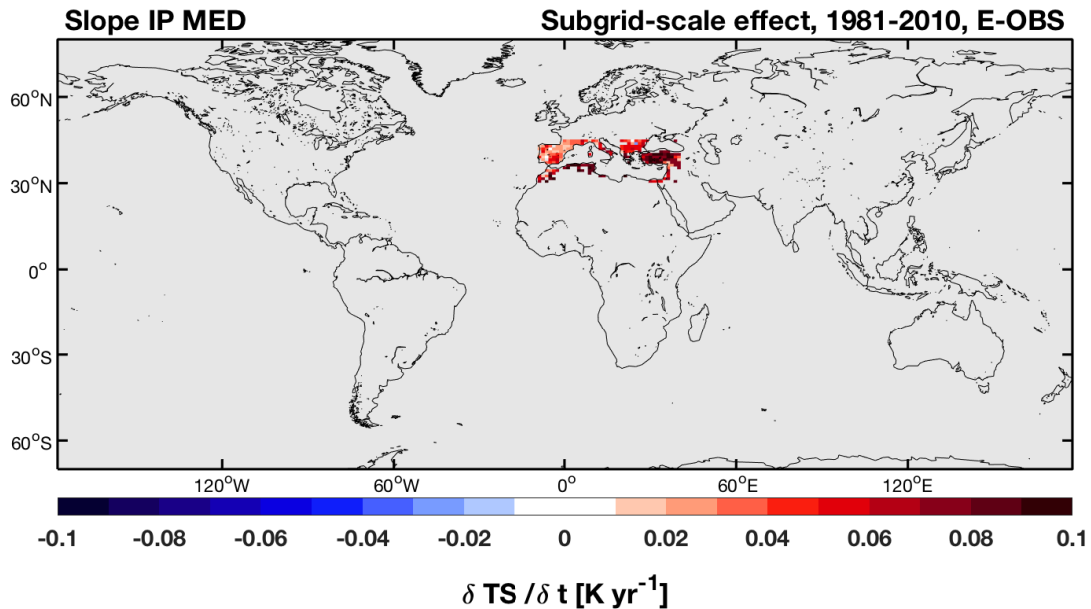 Slope IP MED
Subgrid-scale effect, 1981-2010, E-OBS
60°N
30°N
0°
30°S
60°S
120°W 60°W 0° 60°E 120°E
-0.1 -0.08 -0.06 -0.04 -0.02 0 0.02 0.04 0.06 0.08 0.1
δ TS /δ t [K yr⁻¹]